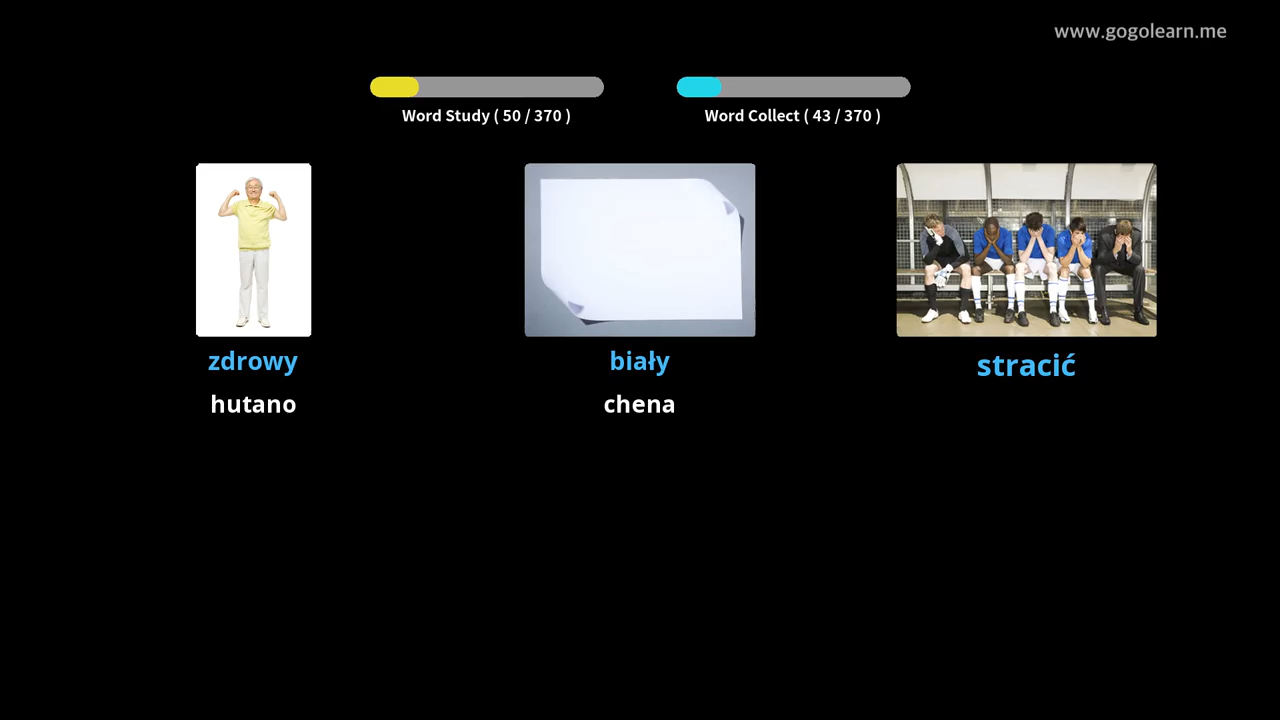 www.gogolearn.me
Word Study ( 50 / 370 )
Word Collect ( 43 / 370 )
zdrowy
hutano
biały
chena
stracić